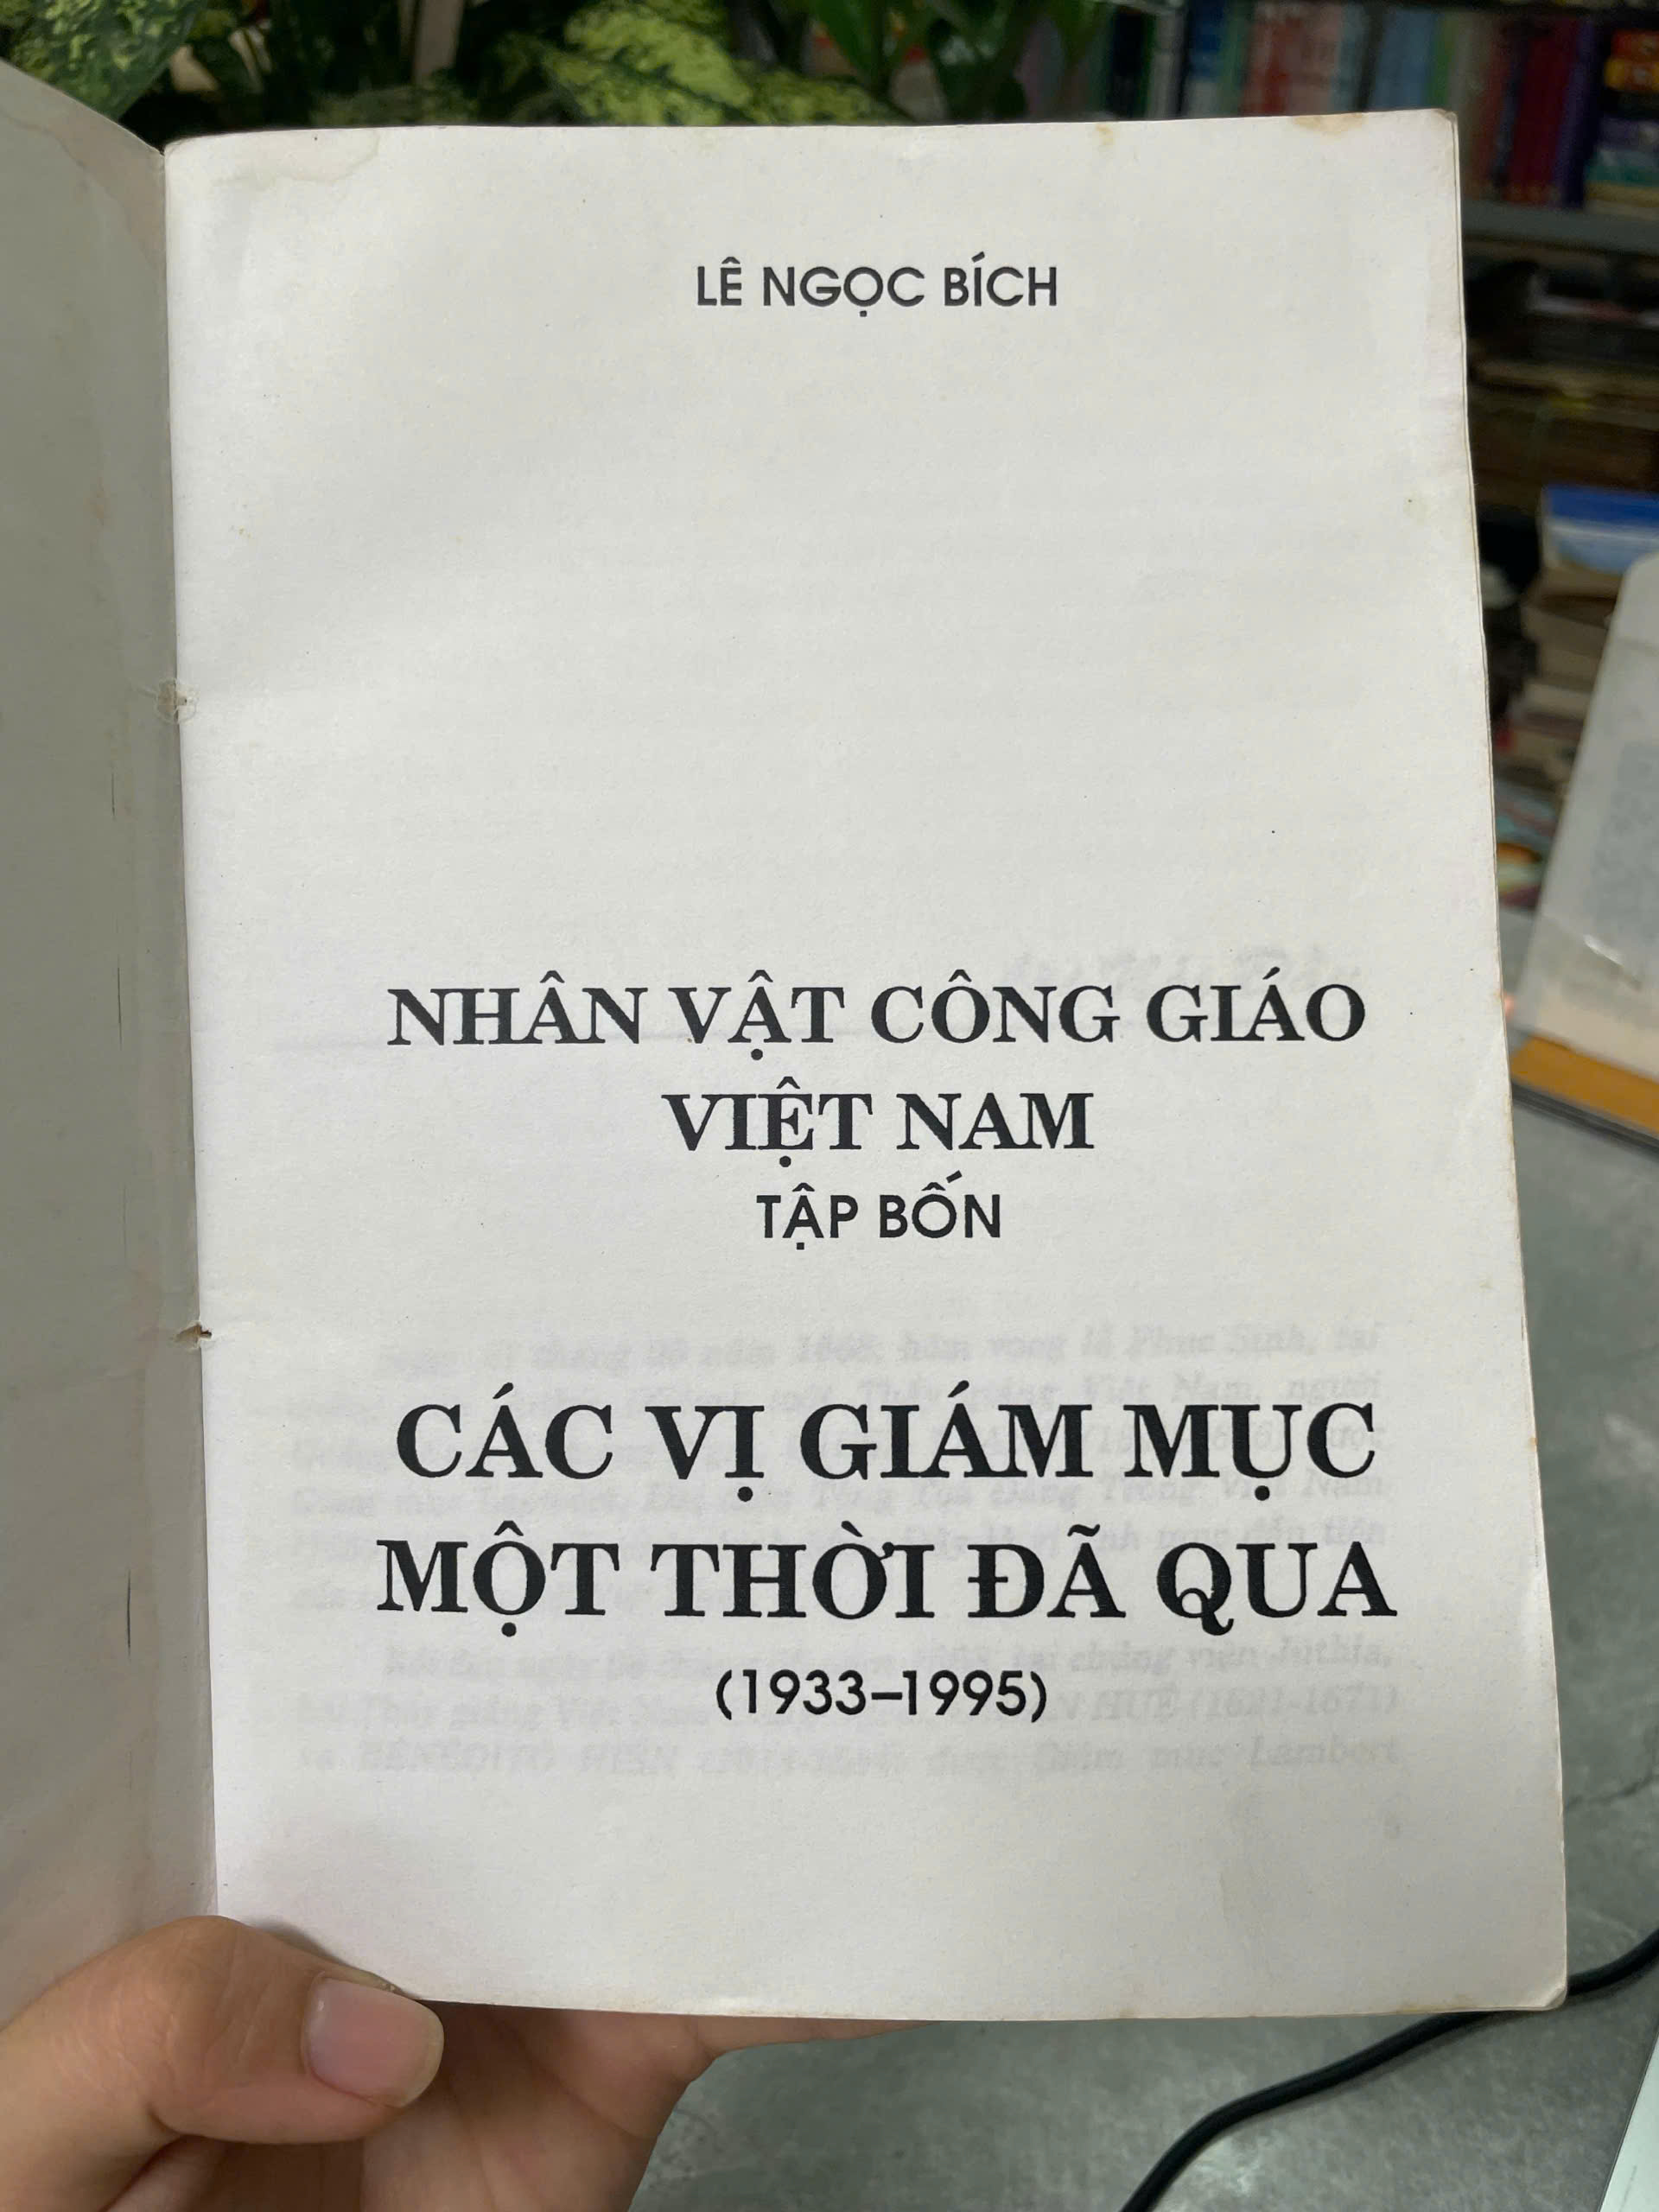 LÊ NGỌC BÍCH
NHÂN VẬT CÔNG GIÁO
VIỆT NAM
TẬP BỐN
CÁC VỊ GIÁM MỤC
MỘT THỜI ĐÃ QUA
(1933–1995)